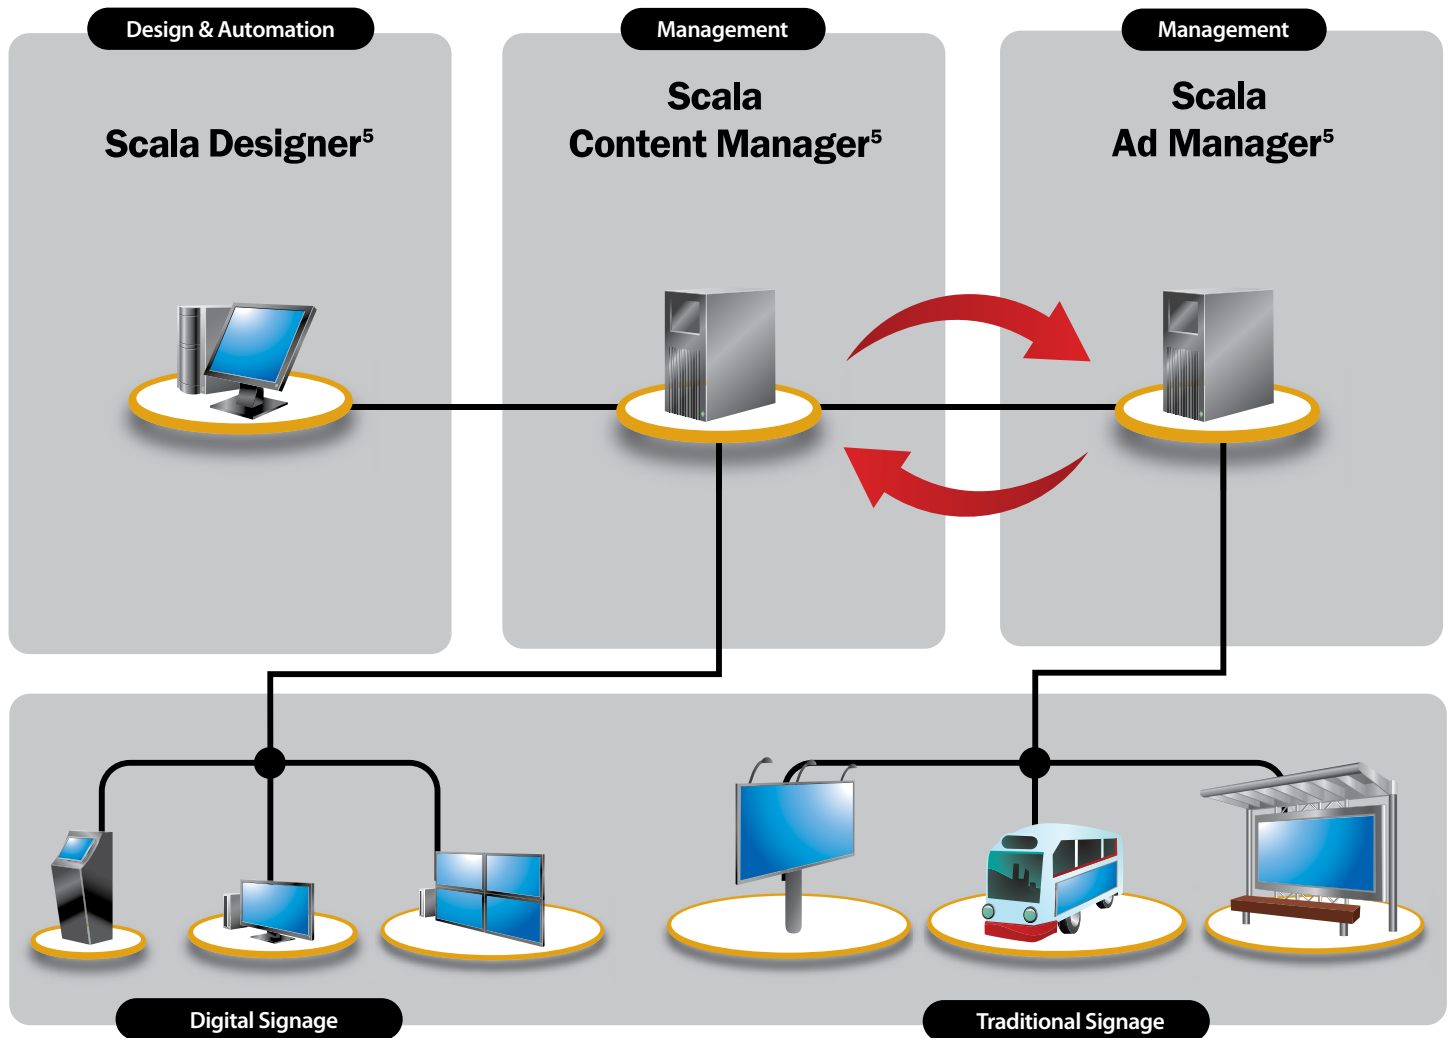 Design & Automation
Scala Designer⁵
Management
Scala
Content Manager⁵
Management
Scala
Ad Manager⁵
Digital Signage
Traditional Signage